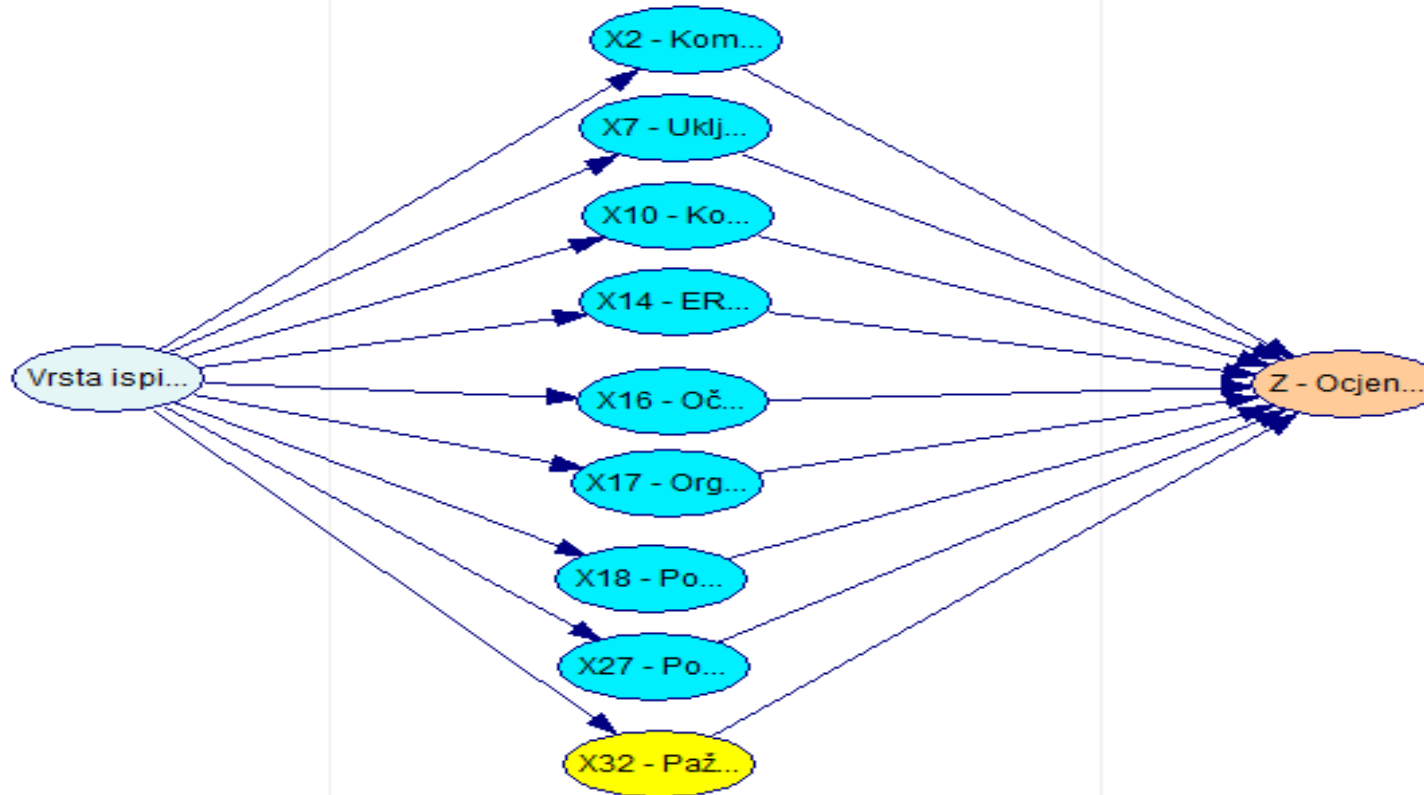 X2 - Kom...
X7 - Uklj...
X10 - Ko...
X14 - ER...
Vrsta ispi...
Z - Ocjen...
X16 - Oč...
X17 - Org...
X18 - Po...
X27 - Po...
X32 - Paž...